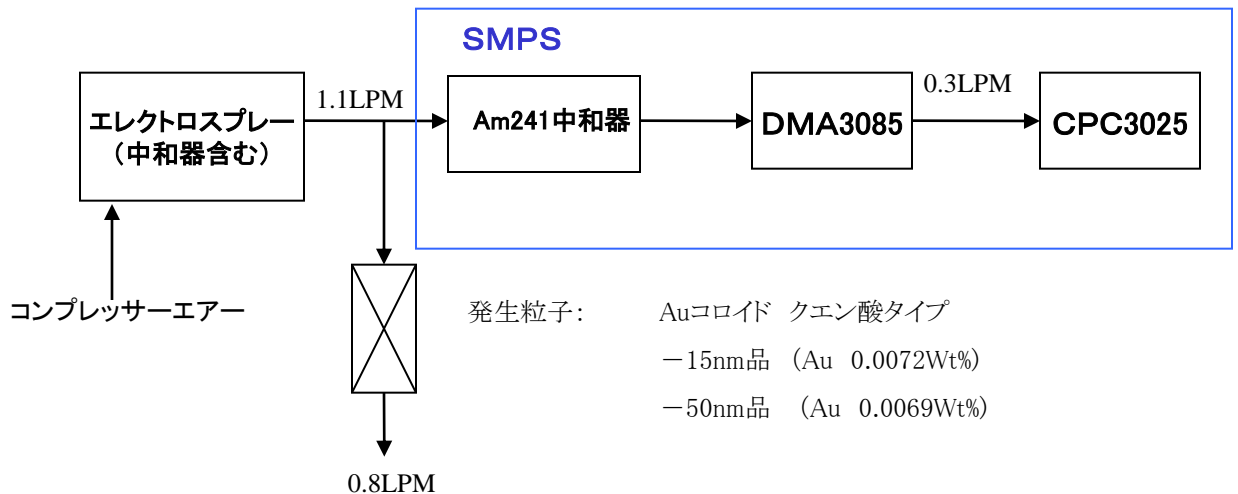 SMPS
1.1LPM
エレクトロスプレー
(中和器含む)
Am241中和器
DMA3085
0.3LPM
CPC3025
コンプレッサーエアー
発生粒子: Auコロイド クエン酸タイプ
－15nm品 (Au 0.0072Wt%)
－50nm品 (Au 0.0069Wt%)
0.8LPM